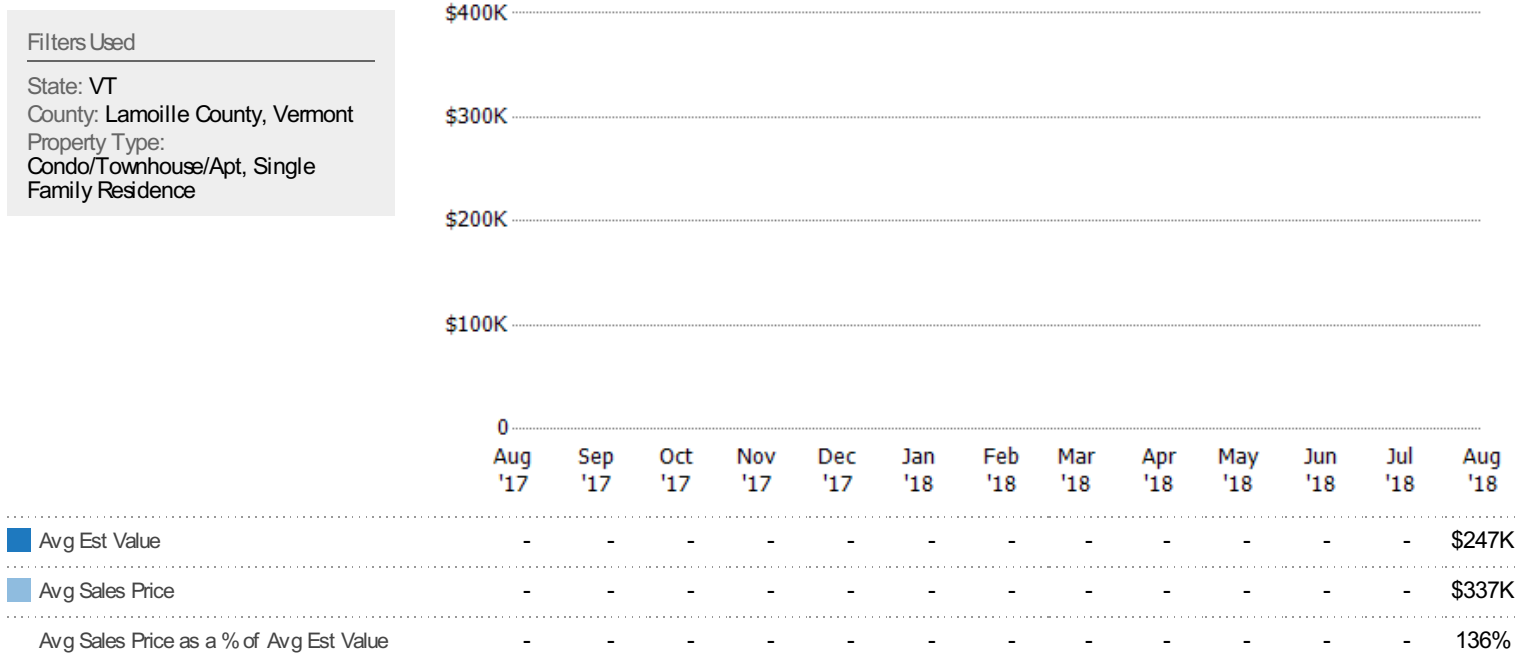 Filters Used
State: VT
County: Lamoille County, Vermont
Property Type:
Condo/Townhouse/Apt, Single
Family Residence
$400K
$300K
$200K
$100K
0
Aug Sep Oct Nov Dec Jan Feb Mar Apr May Jun Jul Aug
'17 '17 '17 '17 '17 '18 '18 '18 '18 '18 '18 '18 '18
Avg Est Value - - - - - - - - - - - - $247K
Avg Sales Price - - - - - - - - - - - - $337K
Avg Sales Price as a % of Avg Est Value - - - - - - - - - - - - 136%